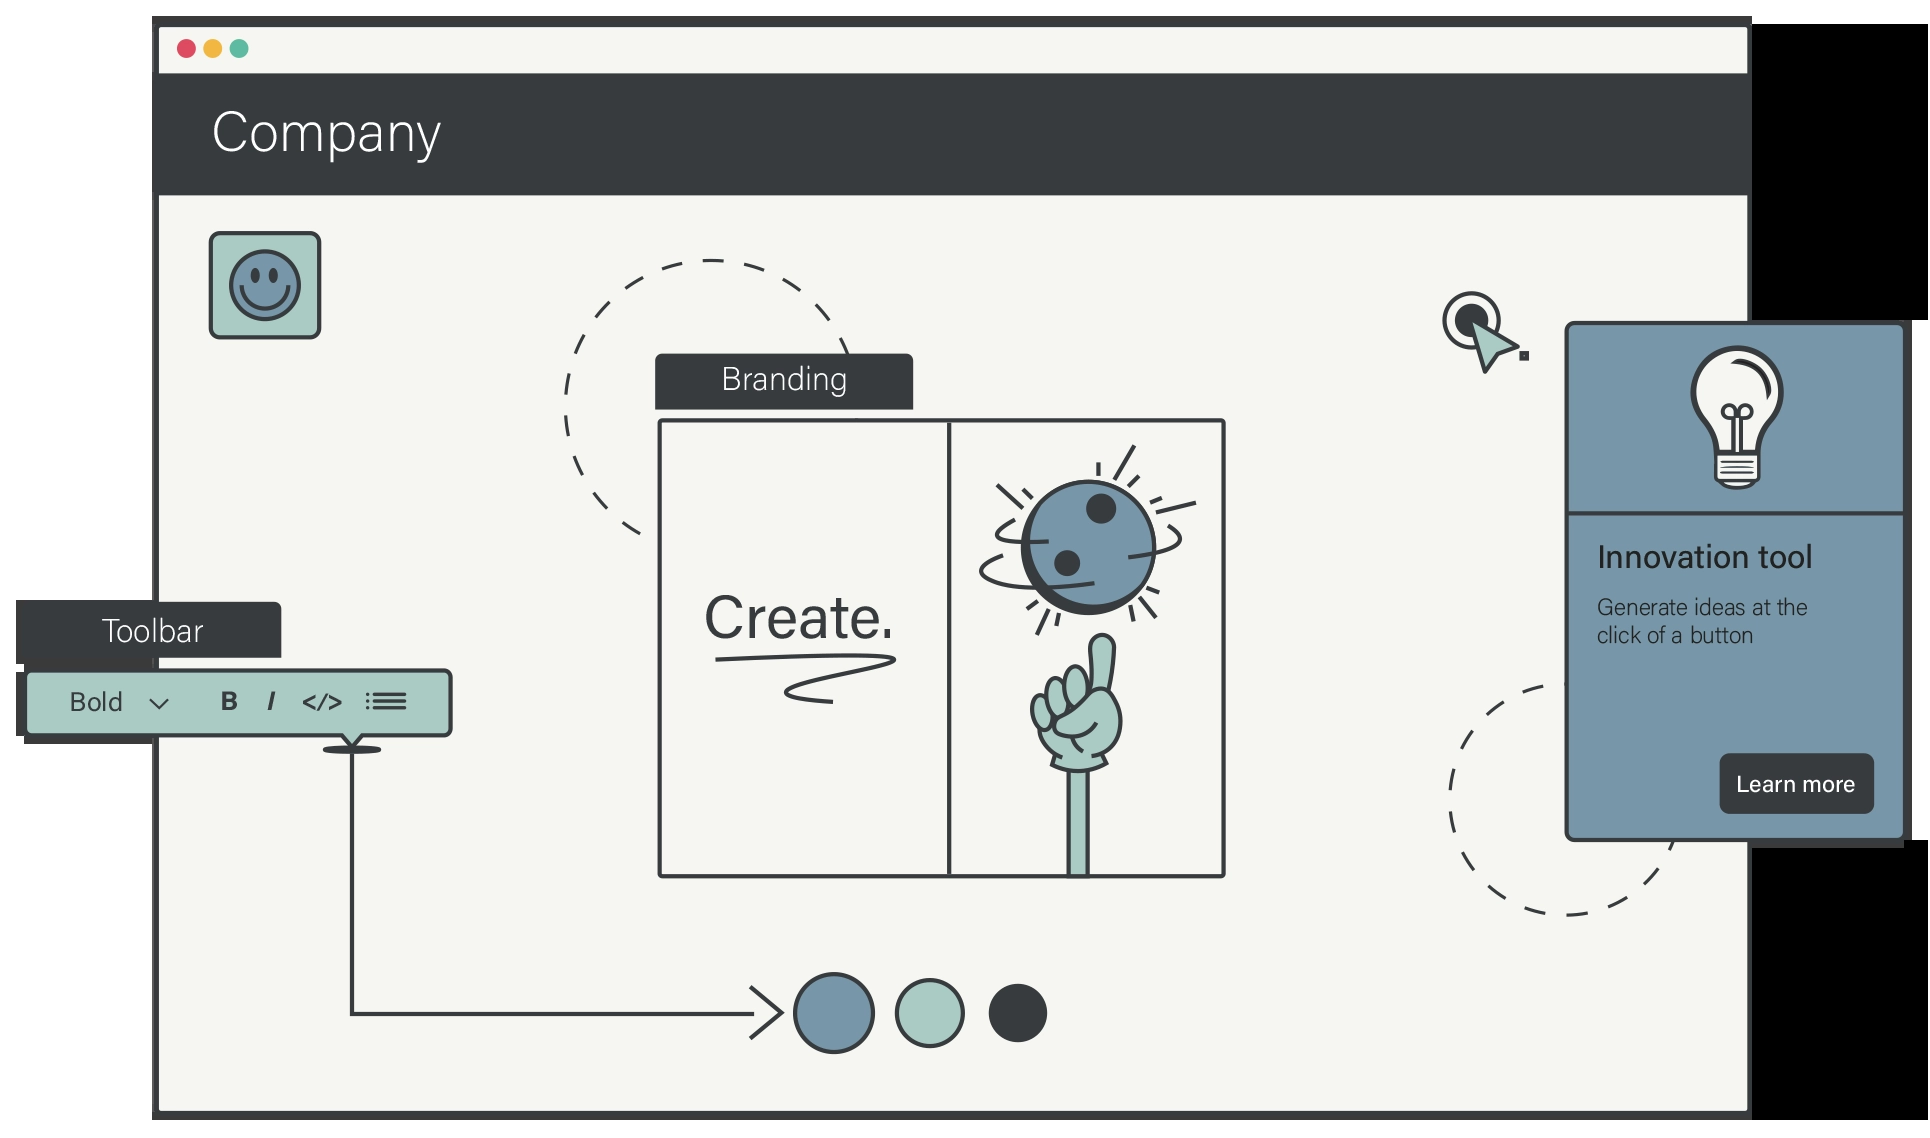 Company
Branding
Create.
Innovation tool
Generate ideas at the
click of a button
Toolbar
Bold B I </>
Learn more